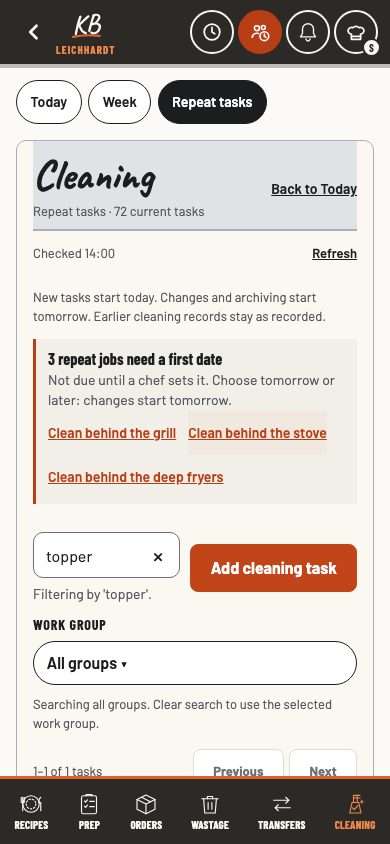 KB
LEICHHARDT
S
Today
Week
Repeat tasks
Cleaning
Back to Today
Repeat tasks · 72 current tasks
Checked 14:00
Refresh
New tasks start today. Changes and archiving start
tomorrow. Earlier cleaning records stay as recorded.
3 repeat jobs need a first date
Not due until a chef sets it. Choose tomorrow or
later: changes start tomorrow.
Clean behind the grill
Clean behind the stove
Clean behind the deep fryers
topper
Add cleaning task
Filtering by 'topper'.
WORK GROUP
All groups
Searching all groups. Clear search to use the selected
work group.
1–1 of 1 tasks
Previous
Next
RECIPES
PREP
ORDERS
WASTAGE
TRANSFERS
CLEANING